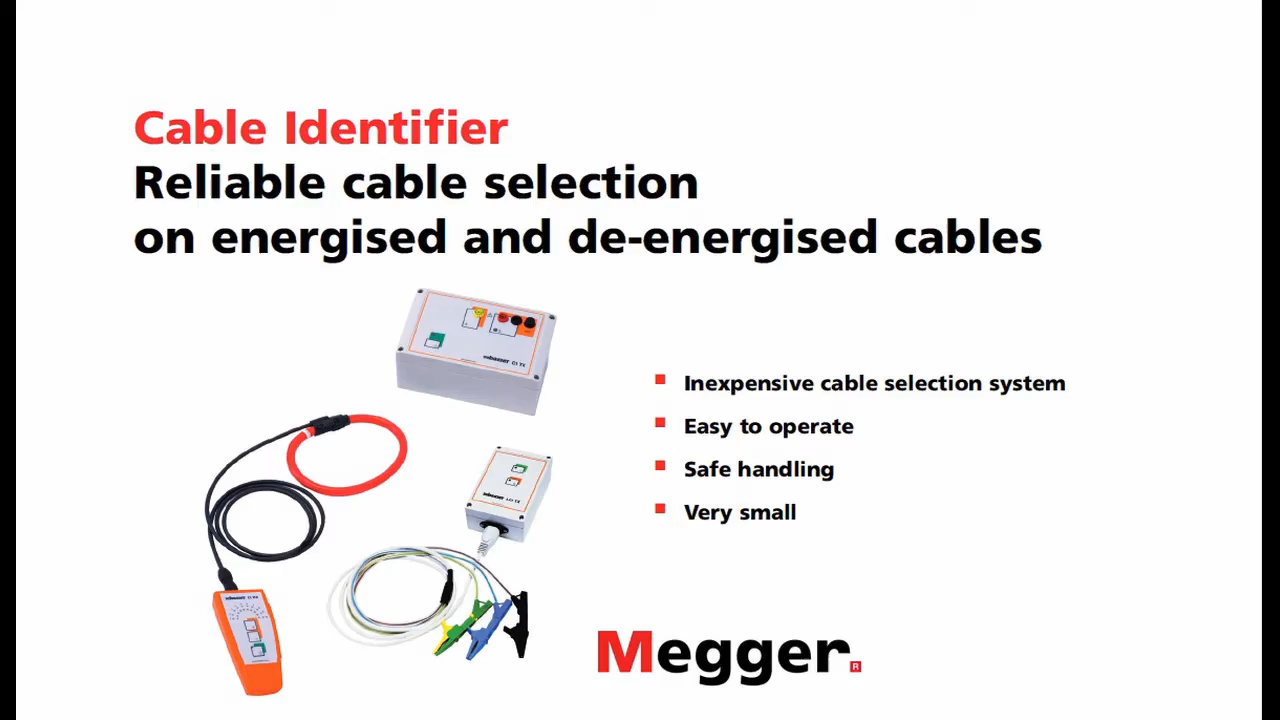 Cable Identifier
Reliable cable selection
on energised and de-energised cables
Inexpensive cable selection system
Easy to operate
Safe handling
Very small
Megger
R